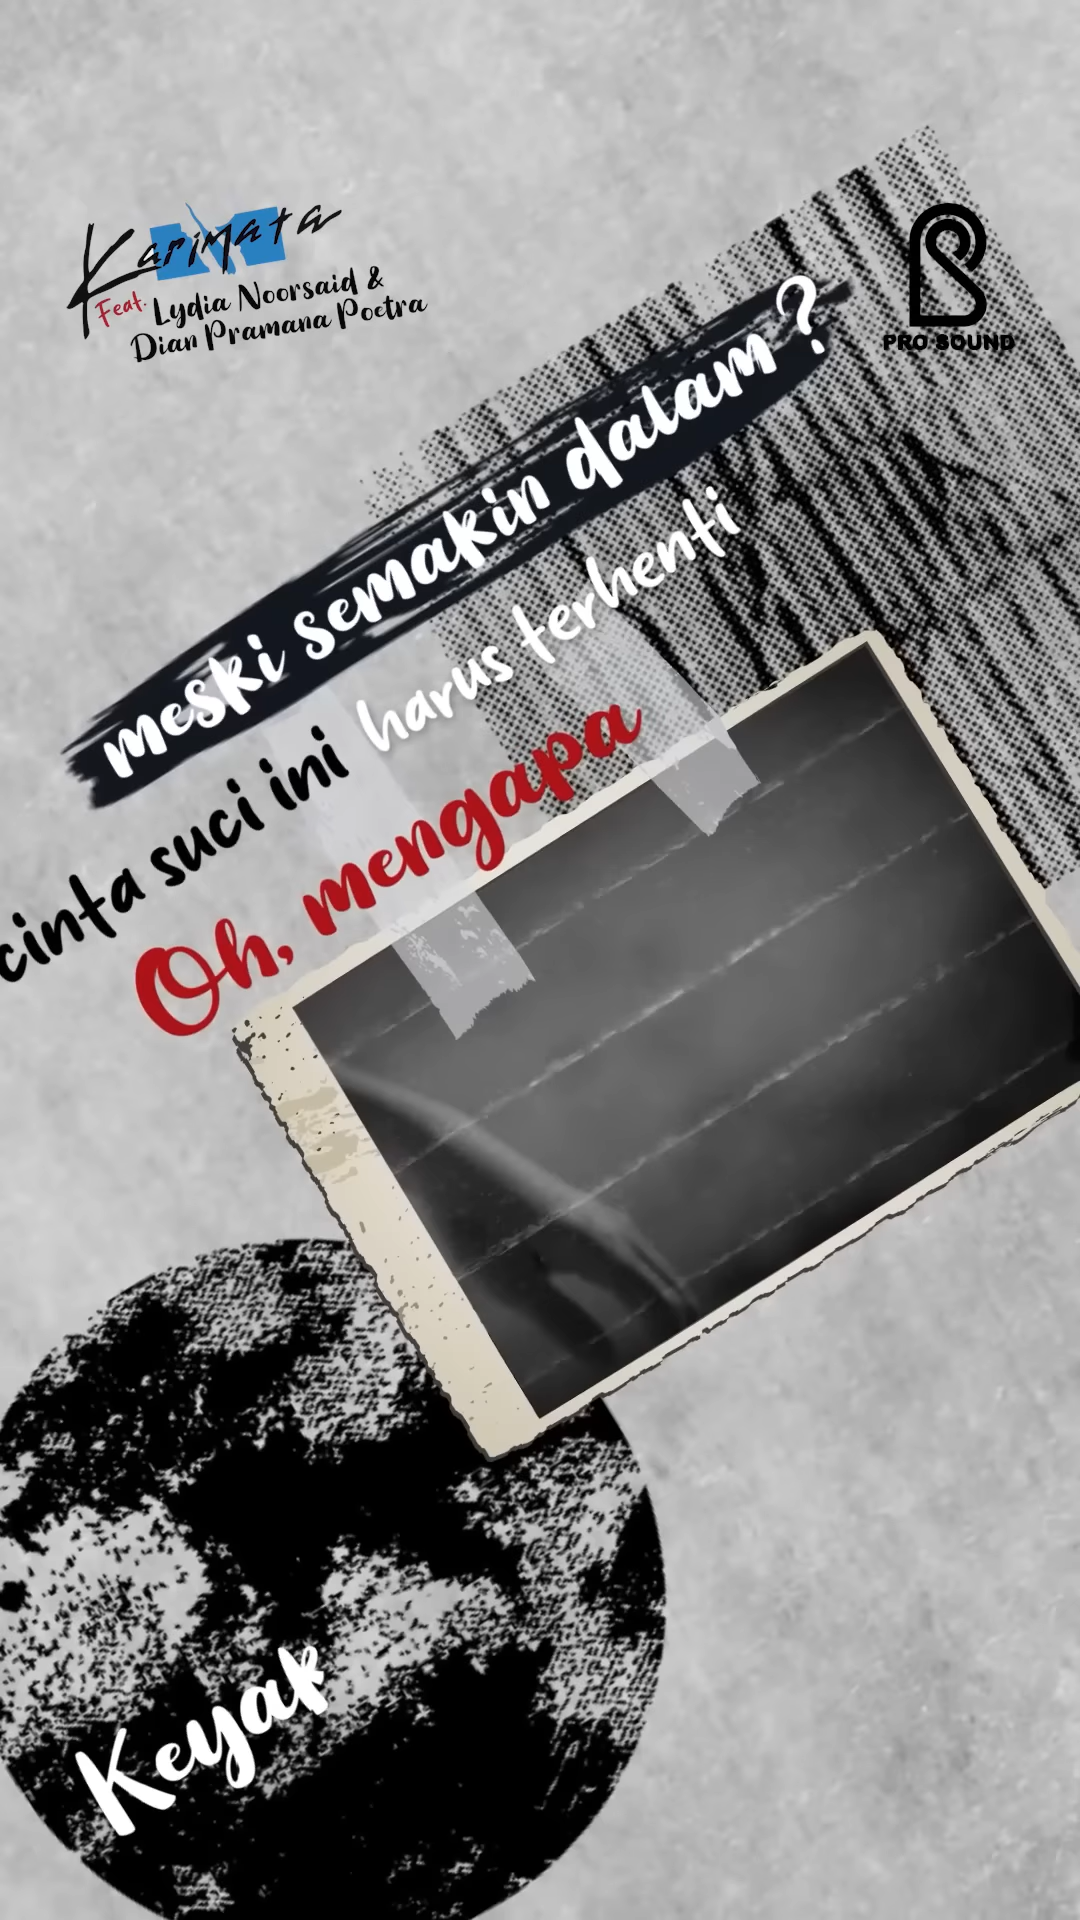 Karimata
Feat. Lydia Noorsaid &
Dian Pramana Poetra
PRO SOUND
meski semakin dalam ?
cinta suci ini harus terhenti
Oh, mengapa
Keyak